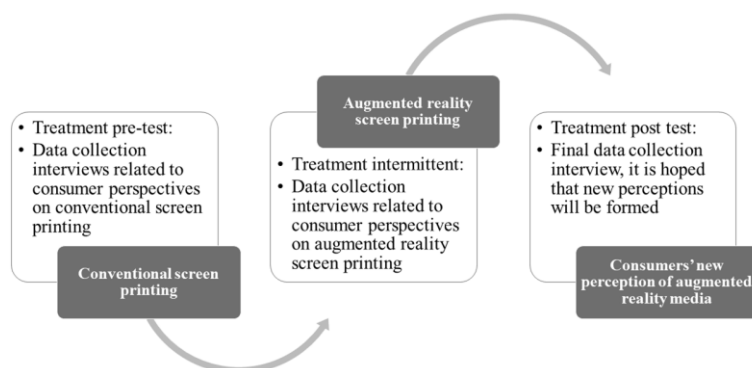 • Treatment pre-test:
• Data collection
interviews related to
consumer perspectives
on conventional screen
printing
Conventional screen
printing
Augmented reality
screen printing
• Treatment intermittent:
• Data collection
interviews related to
consumer perspectives
on augmented reality
screen printing
• Treatment post test:
• Final data collection
interview, it is hoped
that new perceptions
will be formed
Consumers' new
perception of augmented
reality media